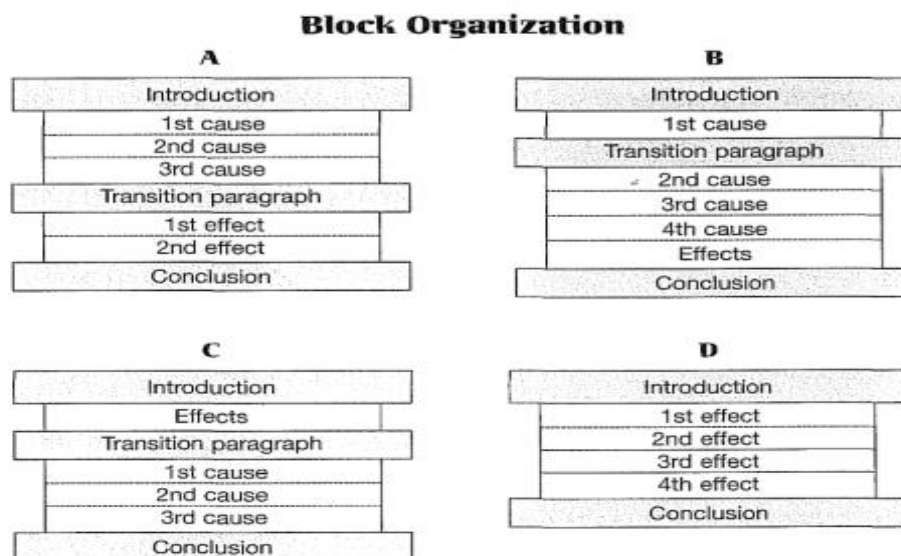 Block Organization
A
Introduction
1st cause
2nd cause
3rd cause
Transition paragraph
1st effect
2nd effect
Conclusion
B
Introduction
1st cause
Transition paragraph
2nd cause
3rd cause
4th cause
Effects
Conclusion
C
Introduction
Effects
Transition paragraph
1st cause
2nd cause
3rd cause
Conclusion
D
Introduction
1st effect
2nd effect
3rd effect
4th effect
Conclusion